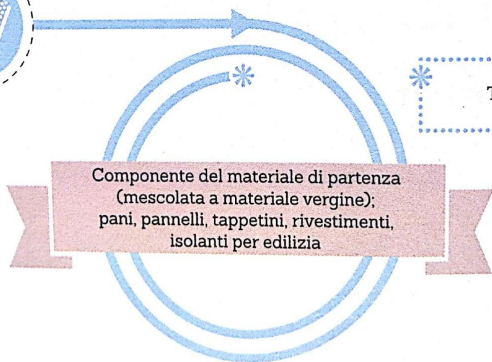 T
Componente del materiale di partenza
(mescolata a materiale vergine);
pani, pannelli, tappetini, rivestimenti,
isolanti per edilizia